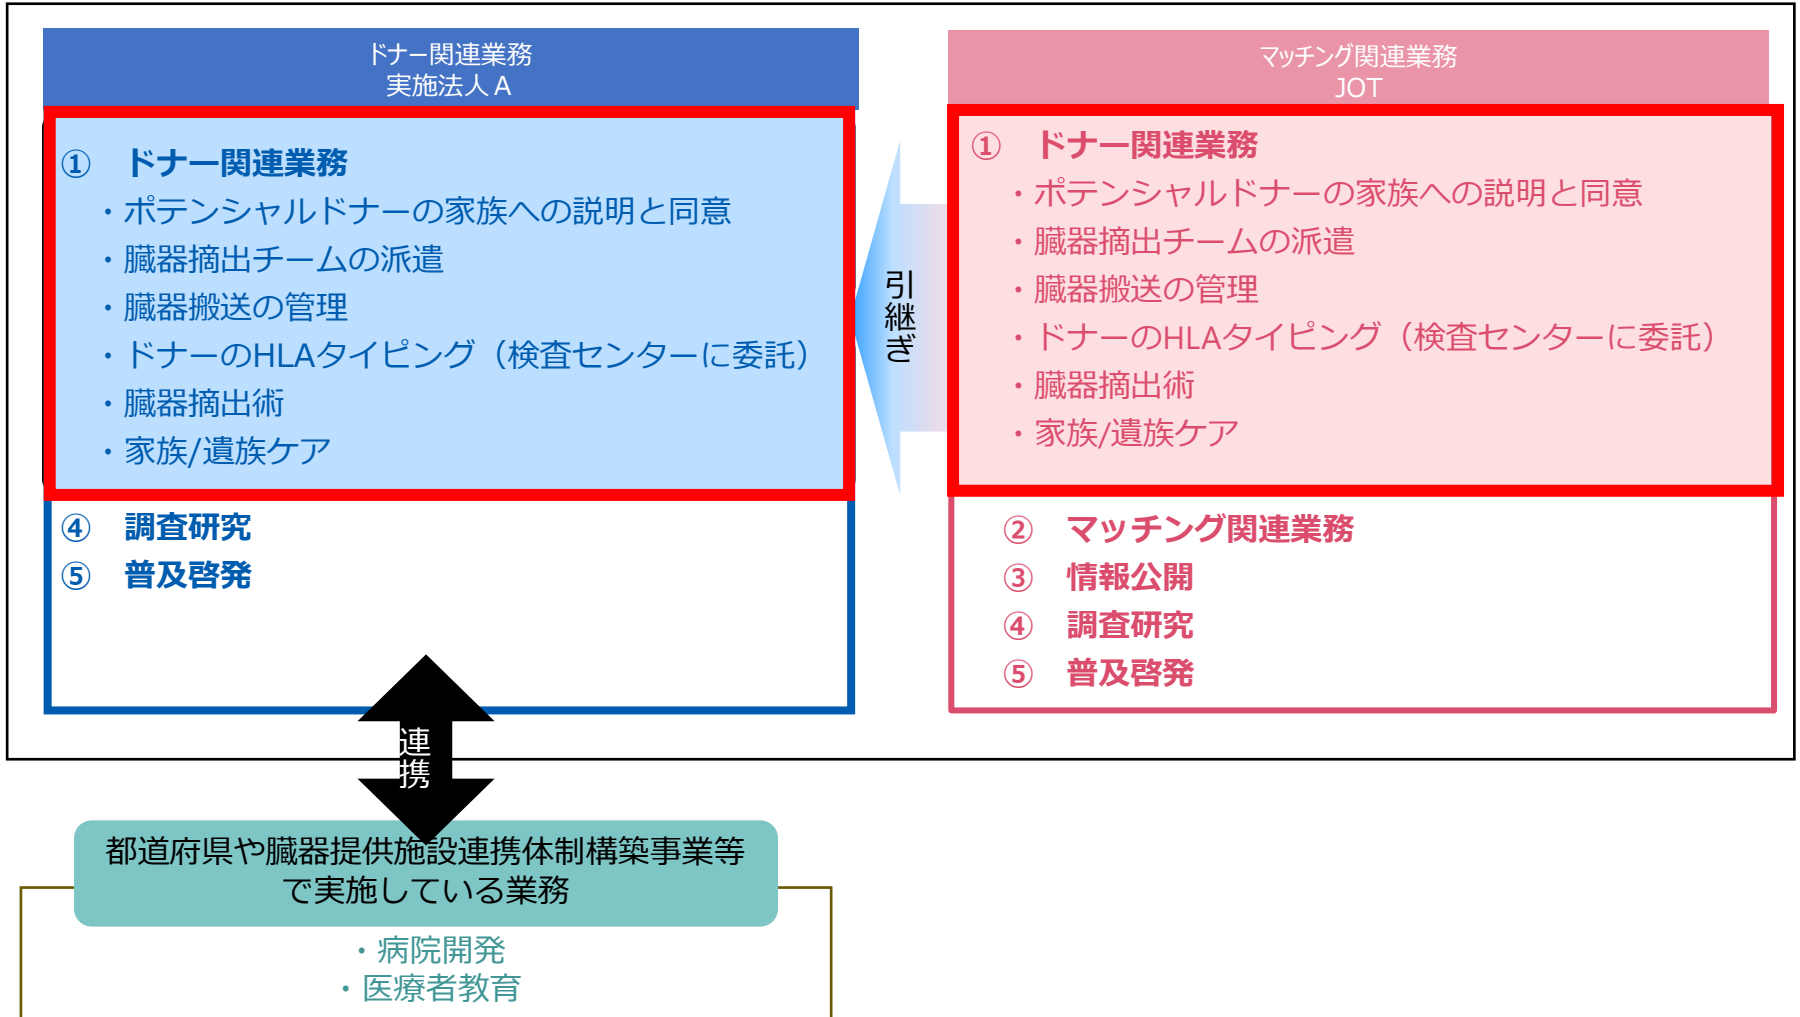 ドナー関連業務
実施法人A
① ドナー関連業務
・ポテンシャルドナーの家族への説明と同意
・臓器摘出チームの派遣
・臓器搬送の管理
・ドナーのHLAタイピング（検査センターに委託）
・臓器摘出術
・家族/遺族ケア
④ 調査研究
⑤ 普及啓発
引継ぎ
マッチング関連業務
JOT
① ドナー関連業務
・ポテンシャルドナーの家族への説明と同意
・臓器摘出チームの派遣
・臓器搬送の管理
・ドナーのHLAタイピング（検査センターに委託）
・臓器摘出術
・家族/遺族ケア
② マッチング関連業務
③ 情報公開
④ 調査研究
⑤ 普及啓発
連携
都道府県や臓器提供施設連携体制構築事業等
で実施している業務
・病院開発
・医療者教育